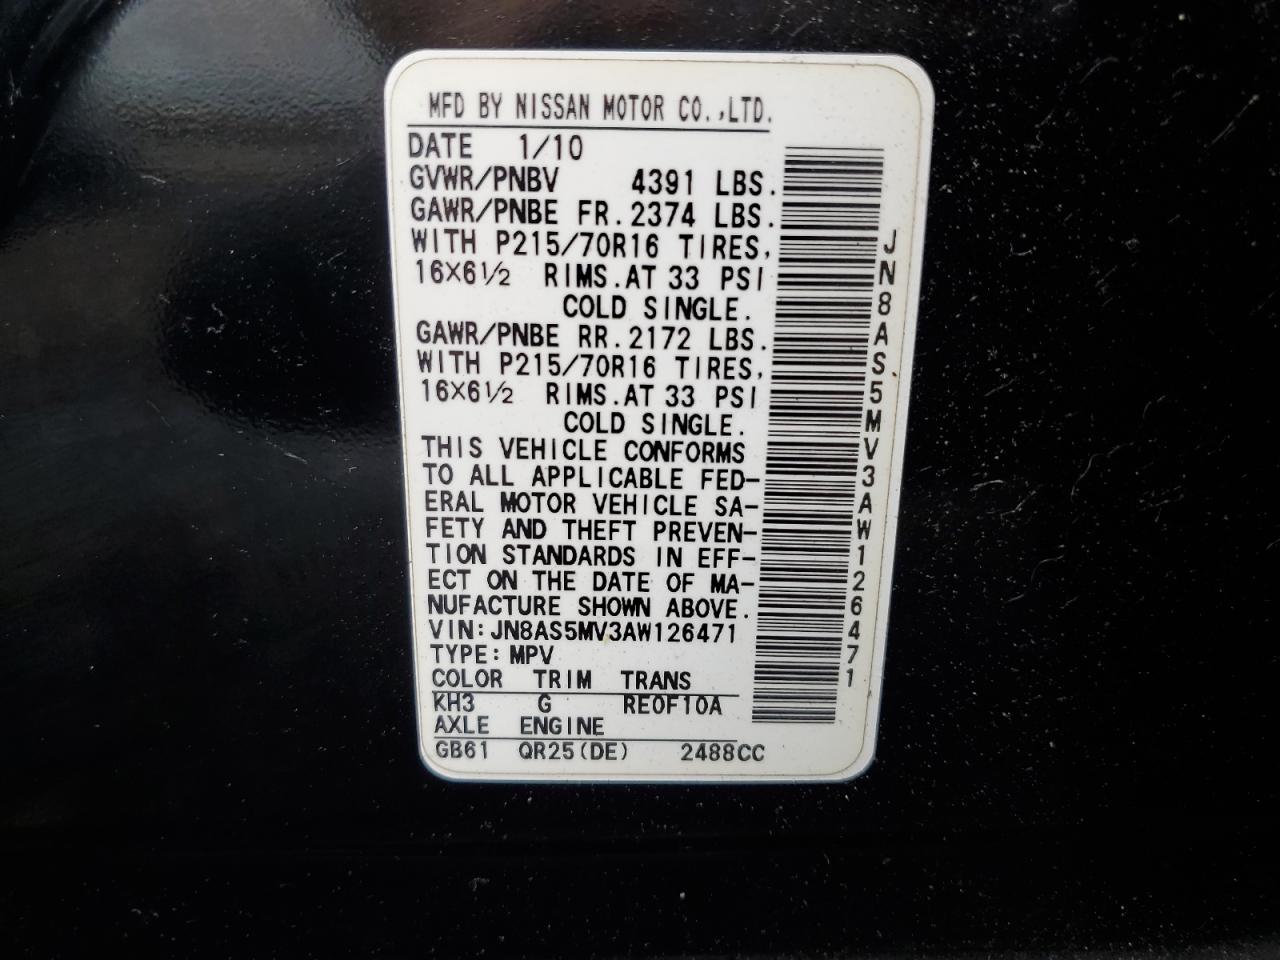 MFD BY NISSAN MOTOR CO.,LTD.
DATE 1/10
GVWR/PNBV 4391 LBS.
GAWR/PNBE FR.2374 LBS.
WITH P215/70R16 TIRES,
16X6½ RIMS.AT 33 PSI
COLD SINGLE.
GAWR/PNBE RR.2172 LBS.
WITH P215/70R16 TIRES,
16X6½ RIMS.AT 33 PSI
COLD SINGLE.
THIS VEHICLE CONFORMS
TO ALL APPLICABLE FED-
ERAL MOTOR VEHICLE SA-
FETY AND THEFT PREVEN-
TION STANDARDS IN EFF-
ECT ON THE DATE OF MA-
NUFACTURE SHOWN ABOVE.
VIN:JN8AS5MV3AW126471
TYPE:MPV
COLOR TRIM TRANS
KH3 G RE0F10A
AXLE ENGINE
GB61 QR25(DE) 2488CC
JN8AS5MV3AW126471